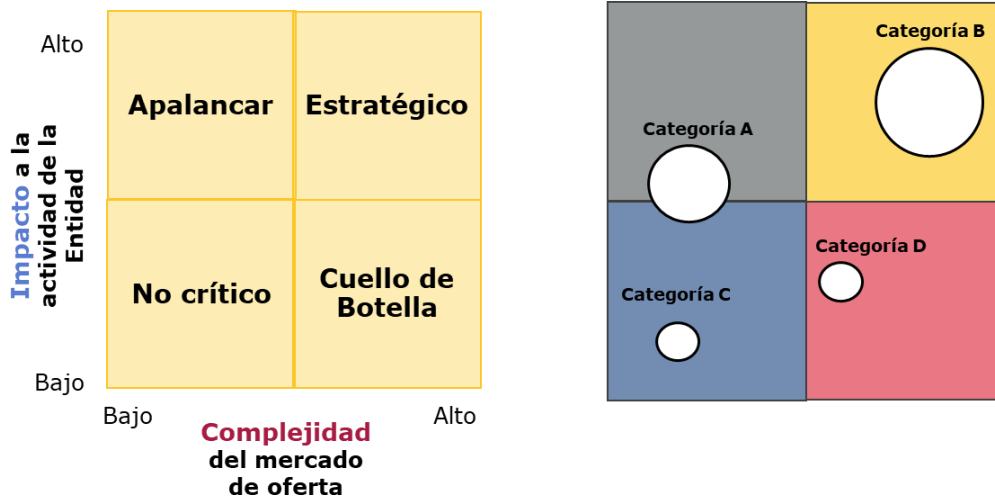 Alto
Apalancar
Estratégico
Impacto a la
actividad de la
Entidad
No crítico
Cuello de
Botella
Bajo
Bajo
Alto
Complejidad
del mercado
de oferta
Categoría B
Categoría A
Categoría D
Categoría C